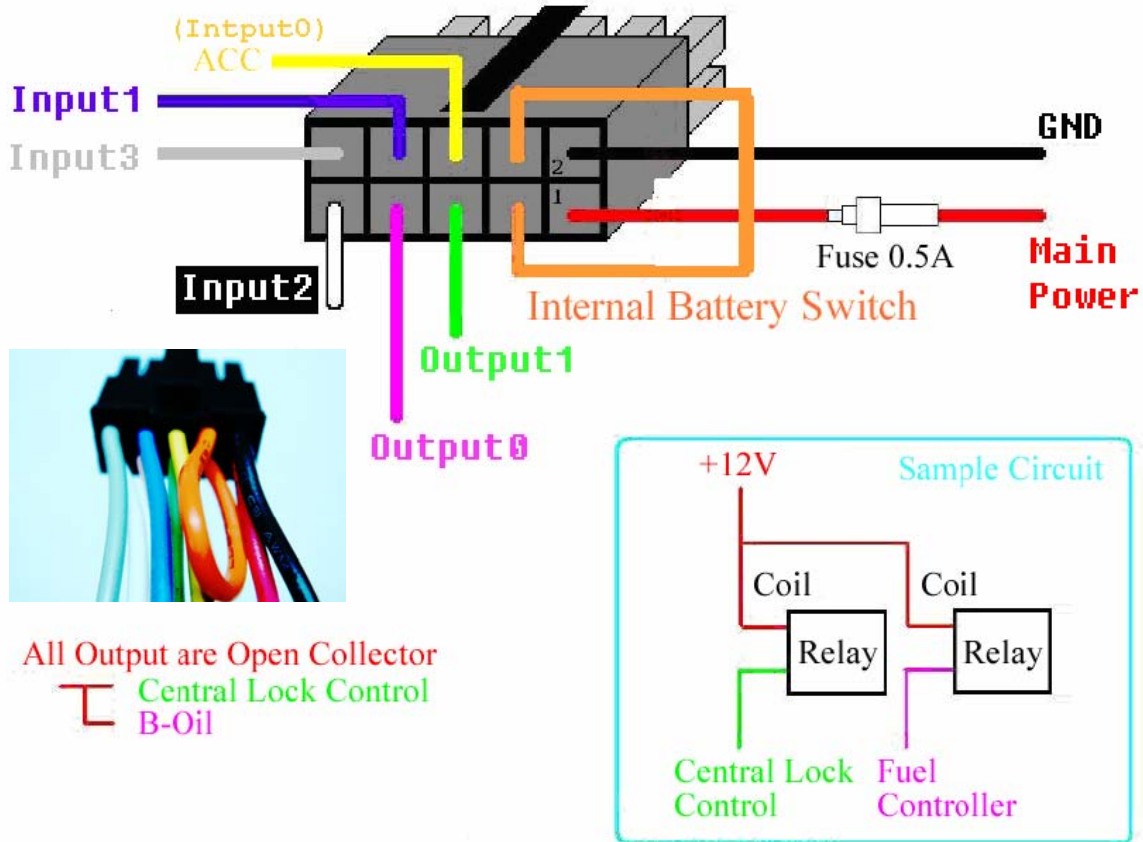 (Intput0)
ACC
Input1
Input3
GND
2
1
Fuse 0.5A
Main
Power
Input2
Internal Battery Switch
Output1
Output0
+12V
Sample Circuit
Coil
Coil
Relay
Relay
All Output are Open Collector
Central Lock Control
B-Oil
Central Lock
Control
Fuel
Controller